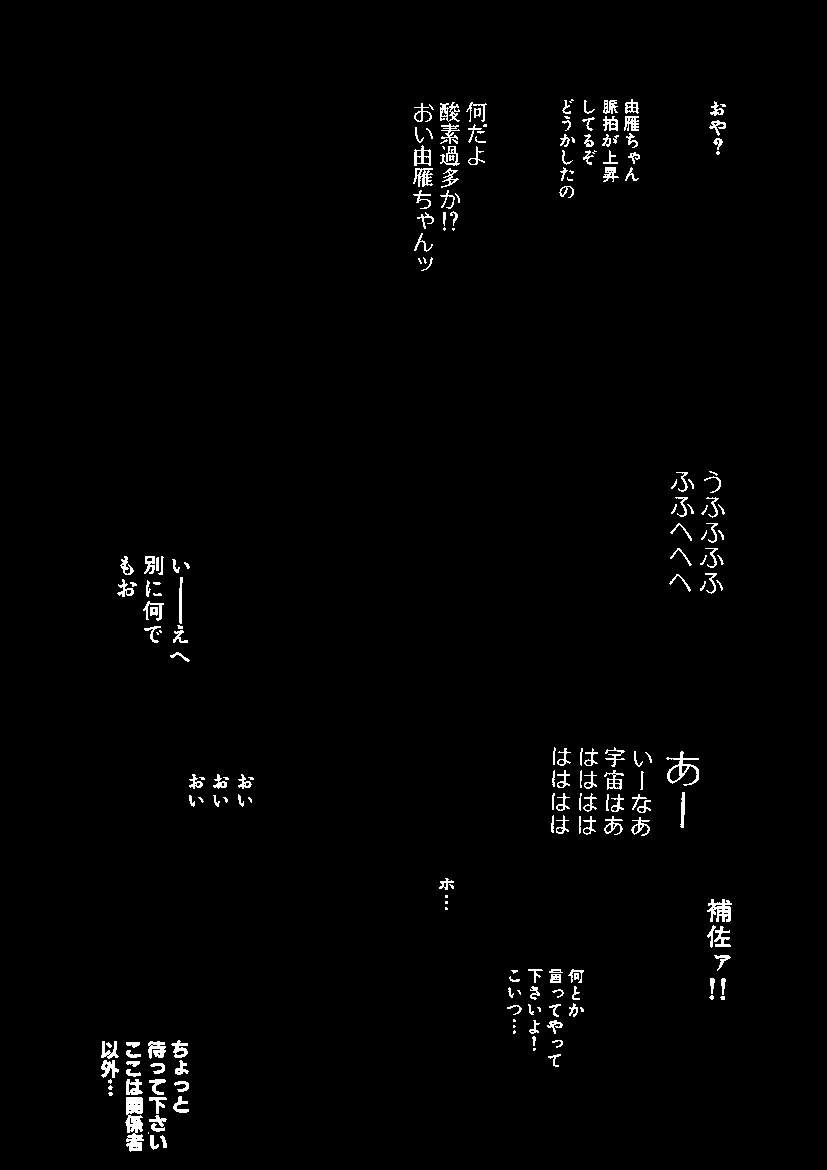 おや?
由雁ちゃん
脈拍が上昇
してるぞ
どうかしたの
何だよ
酸素過多か!?
おい由雁ちゃんッ
うふふふふ
ふふへへへ
い──えへ
別に何で
もお
あー
いーなあ
宇宙はあ
はははは
はははは
おい
おい
おい
ホ…
補佐ァ!!
何とか
言ってやって
下さいよ!
こいつ…
ちょっと
待って下さい
ここは関係者
以外…